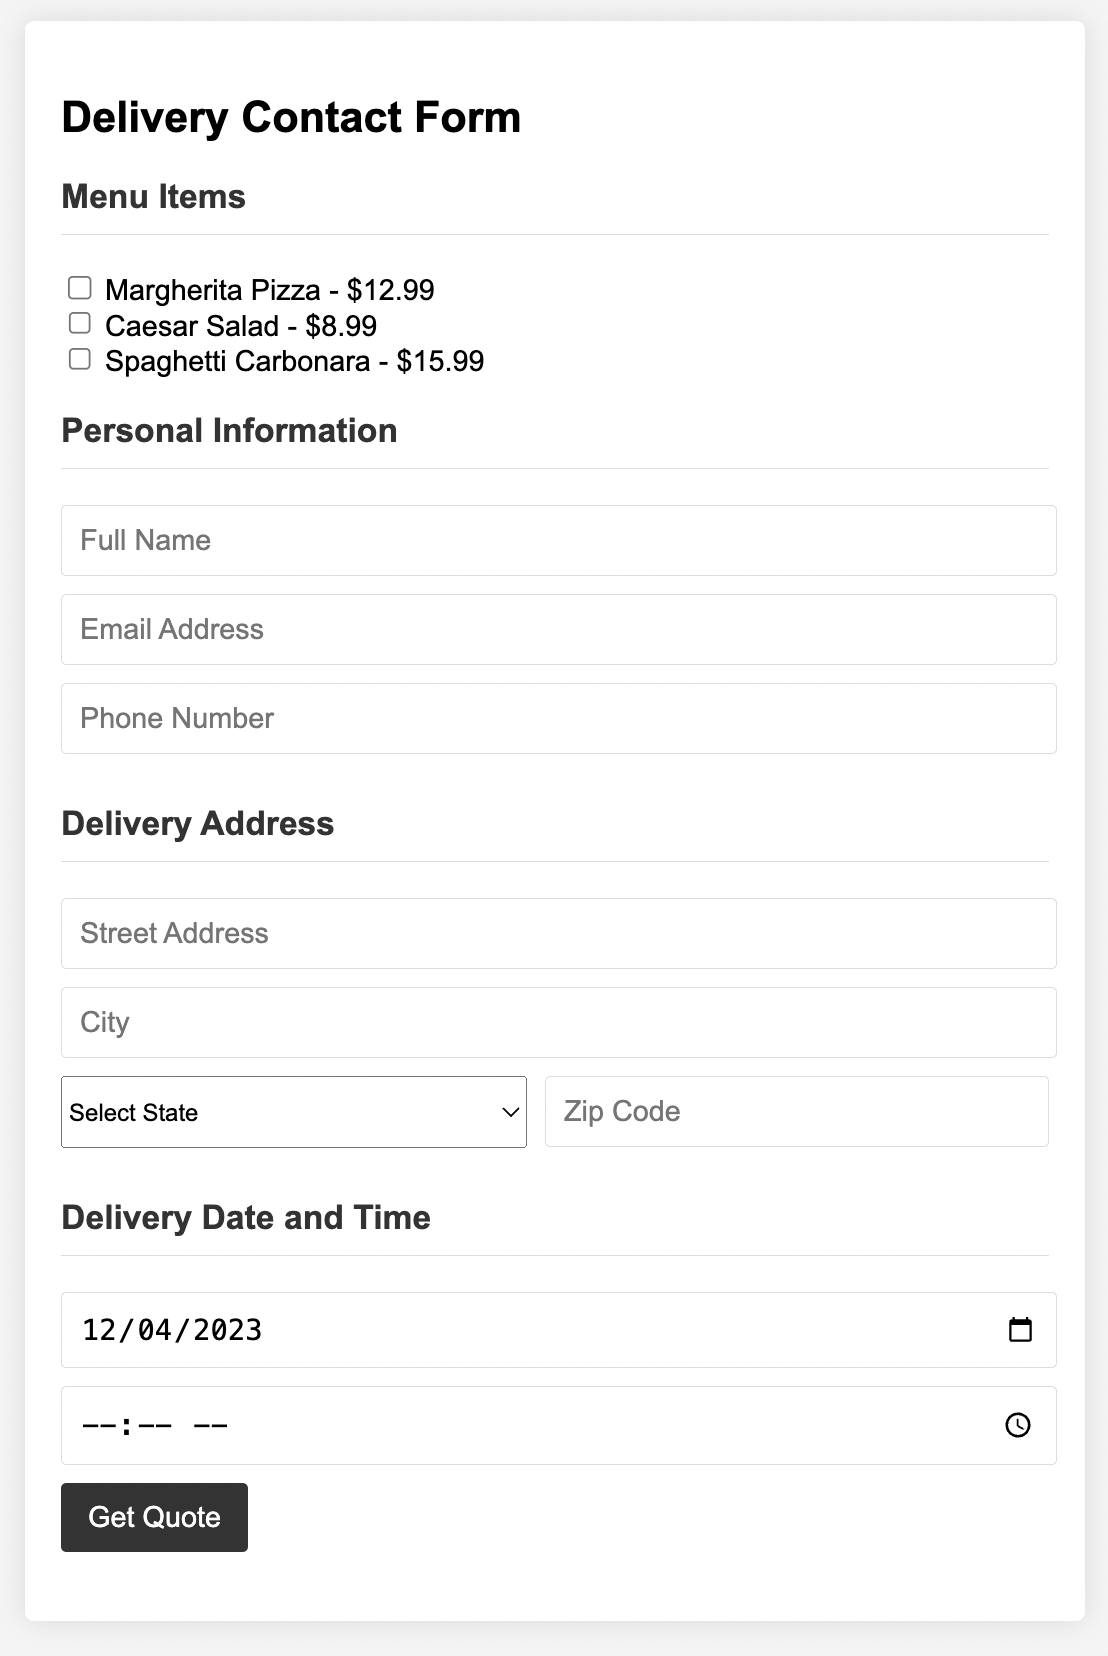 Delivery Contact Form
Menu Items
Margherita Pizza - $12.99
Caesar Salad - $8.99
Spaghetti Carbonara - $15.99
Personal Information
Full Name
Email Address
Phone Number
Delivery Address
Street Address
City
Select State
Zip Code
Delivery Date and Time
12/04/2023
--:-- --
Get Quote